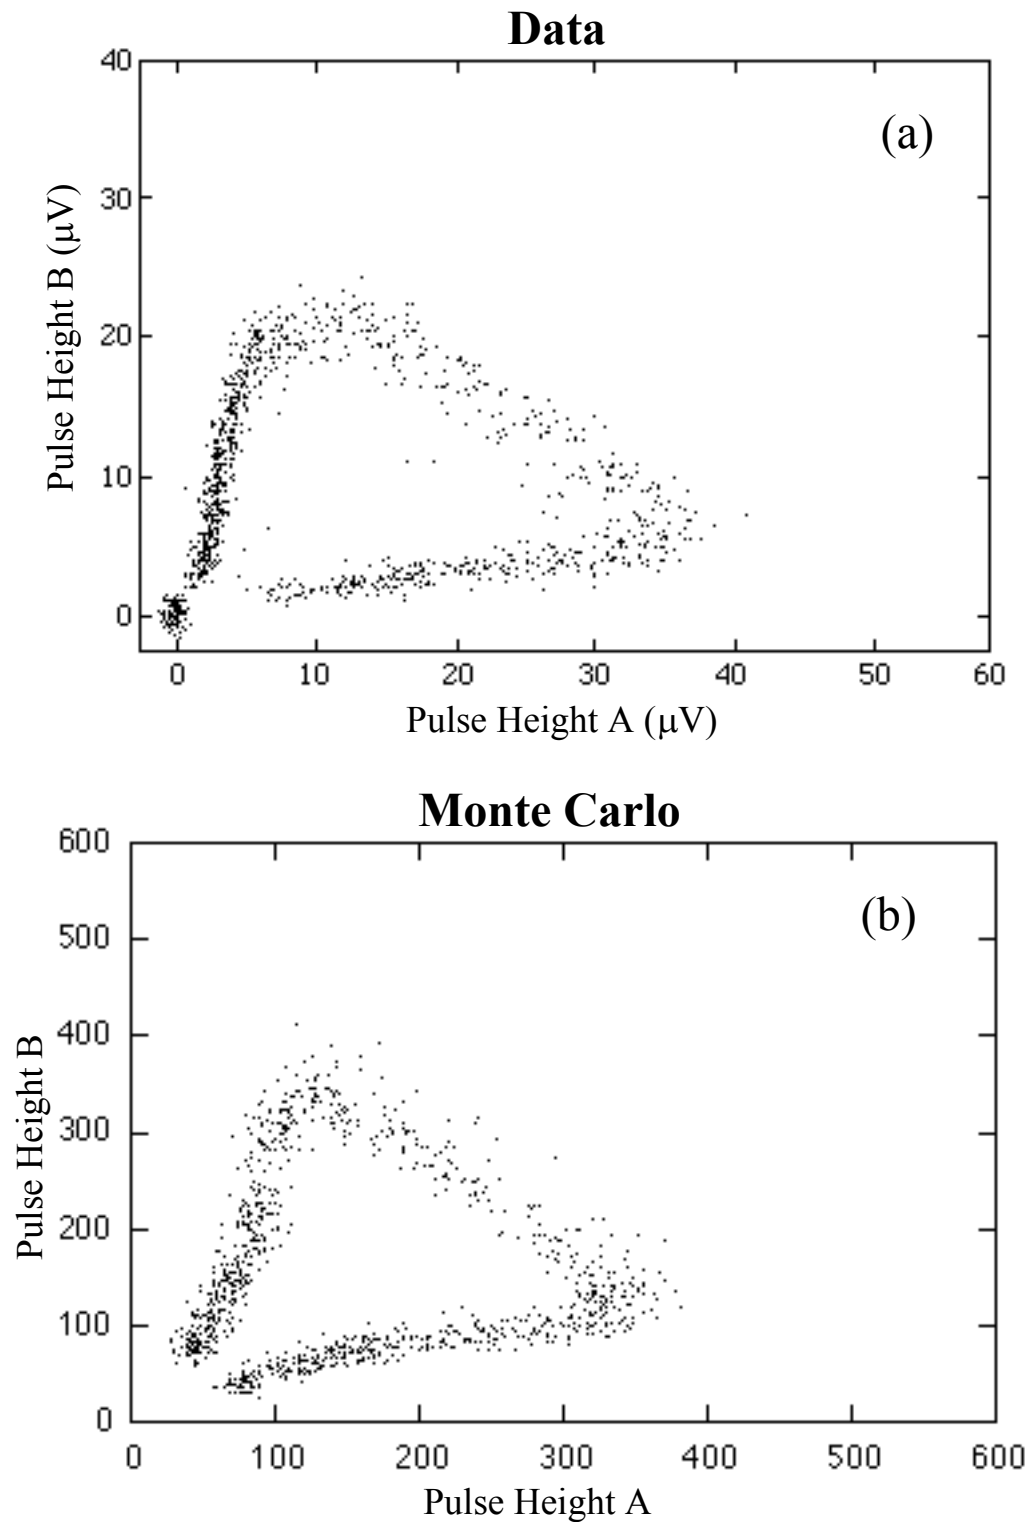 Data
40
(a)
30
20
10
0
Pulse Height B (μV)
0 10 20 30 40 50 60
Pulse Height A (μV)
Monte Carlo
600
(b)
500
400
300
200
100
0
Pulse Height B
0 100 200 300 400 500 600
Pulse Height A